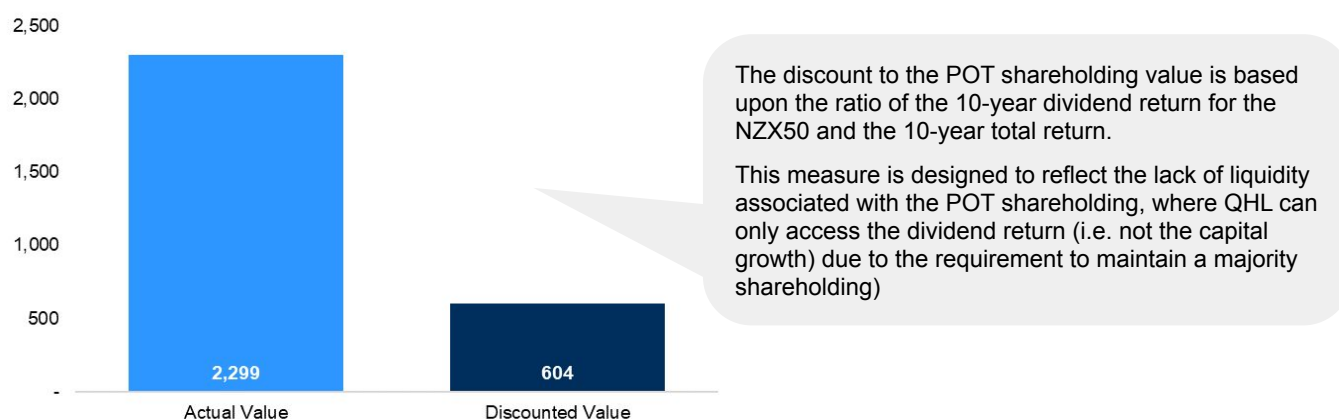 2,500
2,000
1,500
1,000
500
-
2,299
604
Actual Value
Discounted Value
The discount to the POT shareholding value is based
upon the ratio of the 10-year dividend return for the
NZX50 and the 10-year total return.
This measure is designed to reflect the lack of liquidity
associated with the POT shareholding, where QHL can
only access the dividend return (i.e. not the capital
growth) due to the requirement to maintain a majority
shareholding)